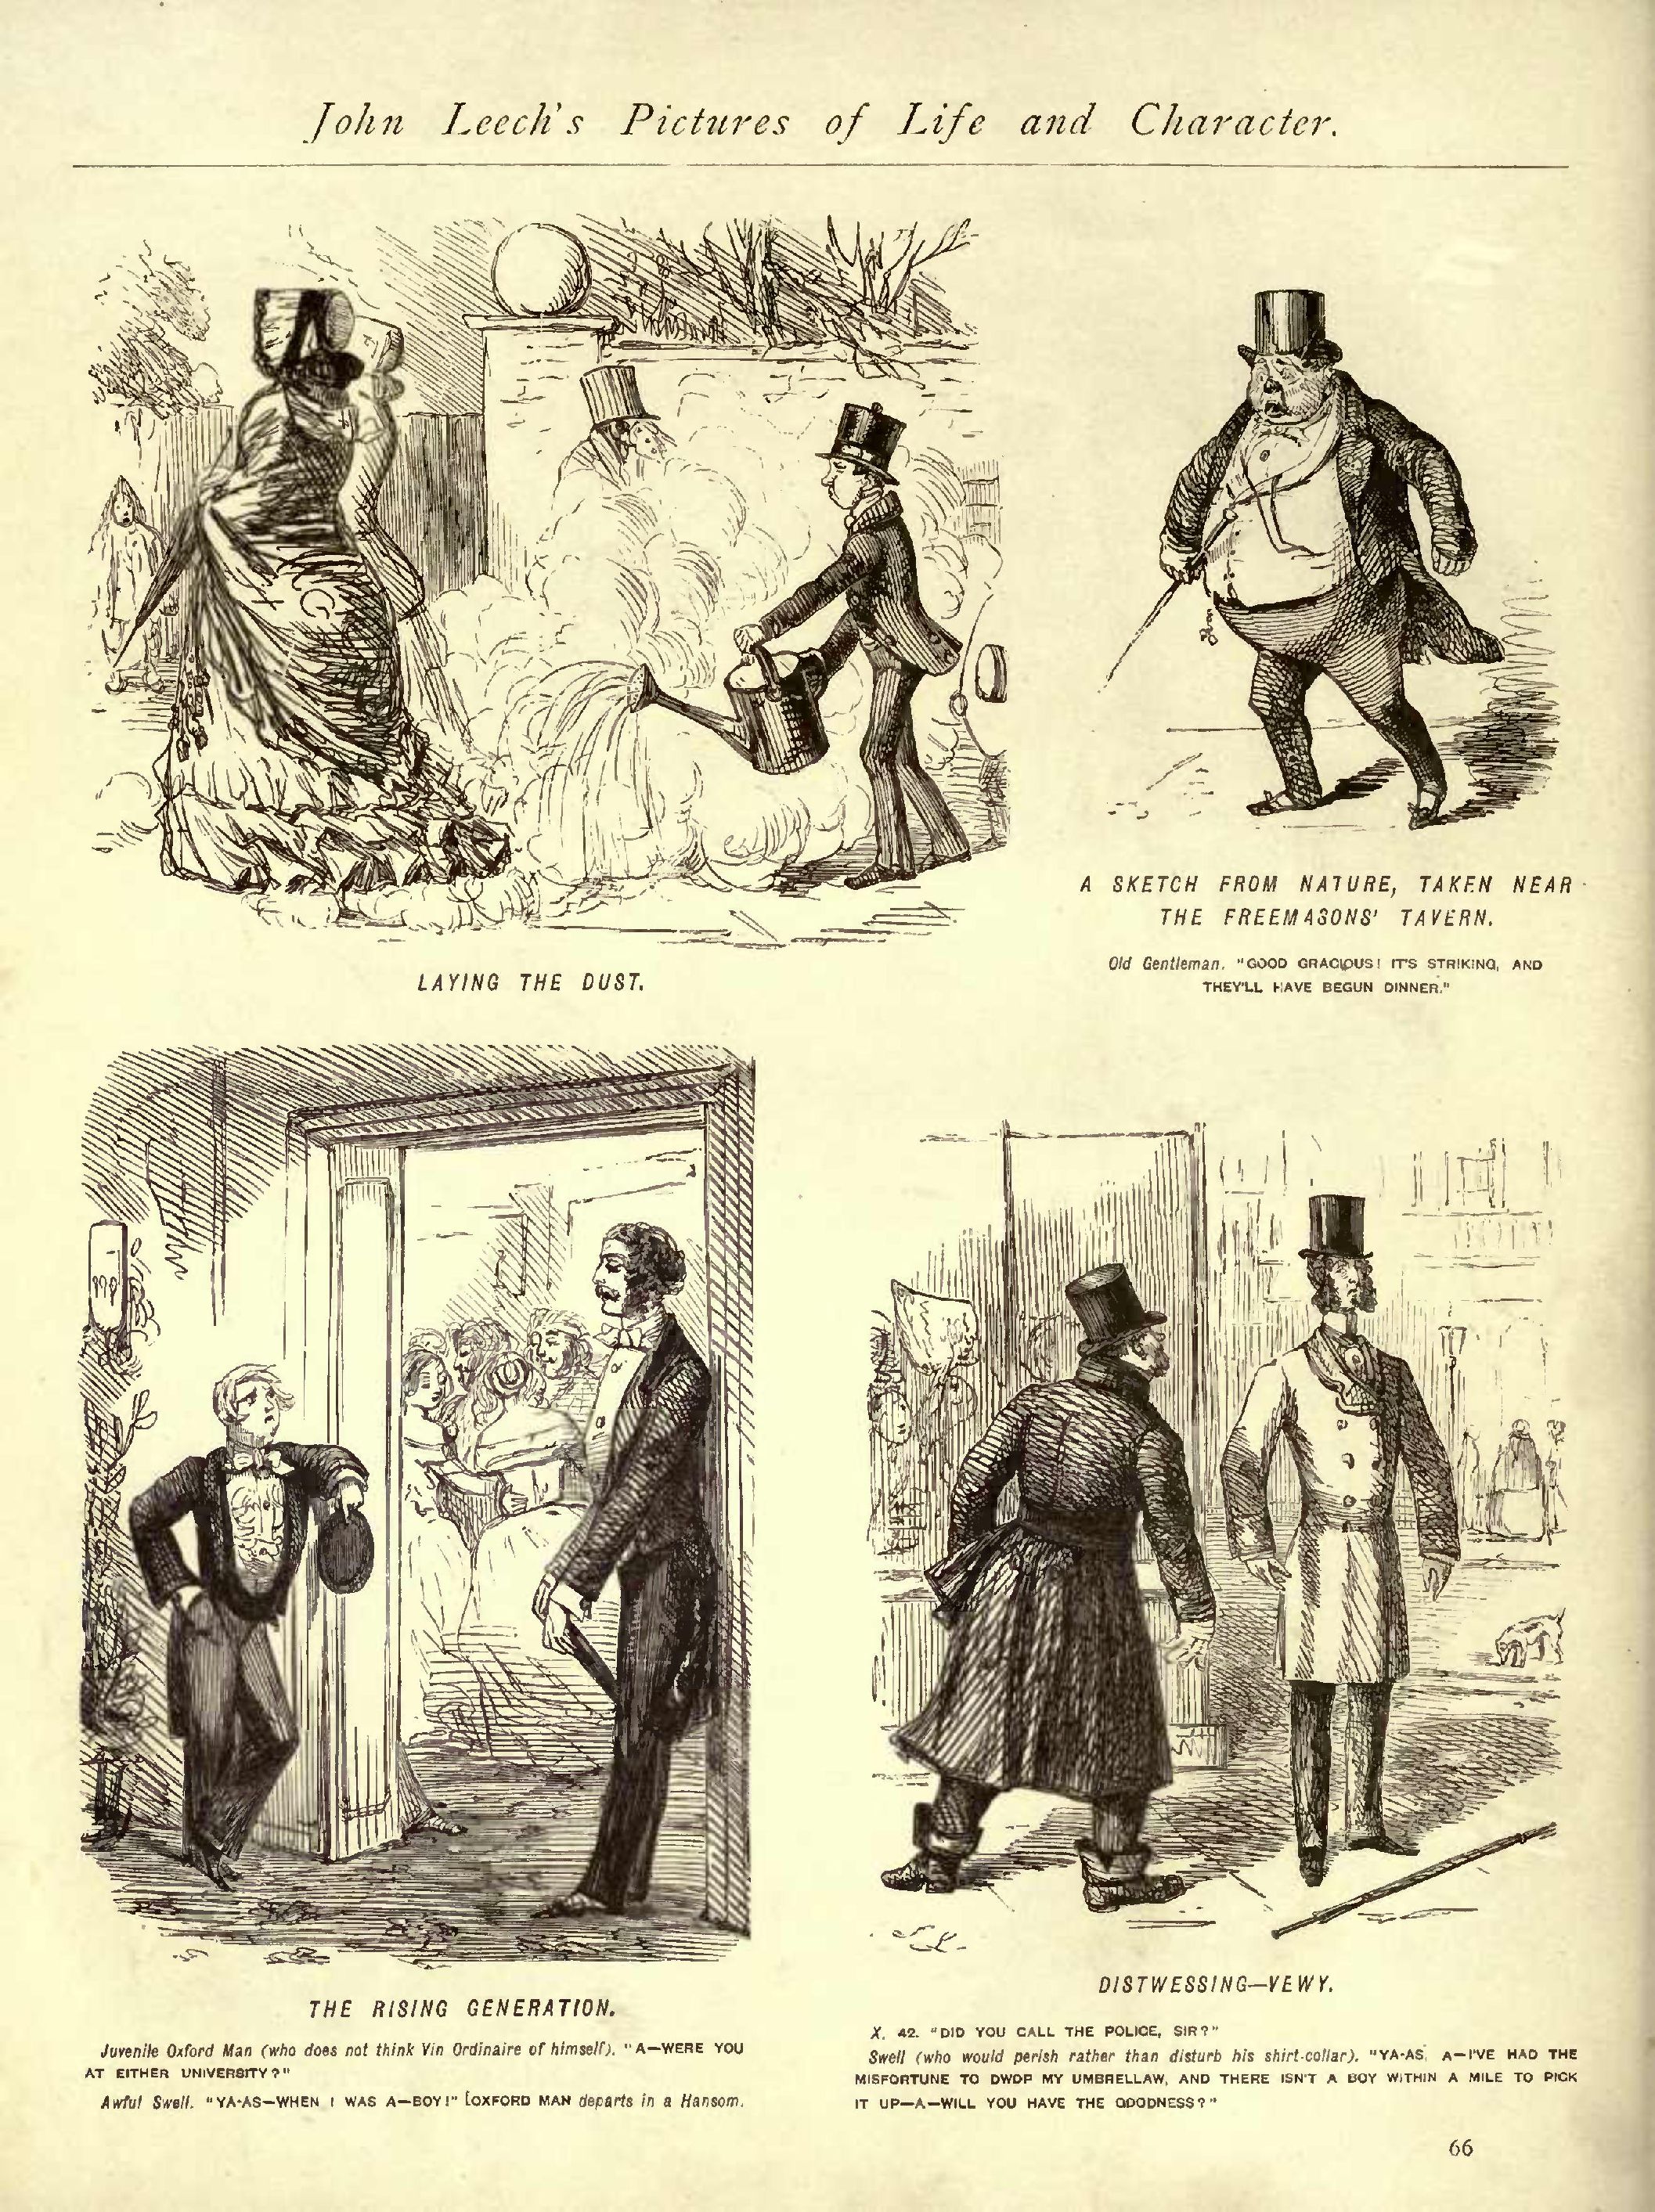 John Leech's Pictures of Life and Character.
LAYING THE DUST.
A SKETCH FROM NATURE, TAKEN NEAR
THE FREEMASONS' TAVERN.
Old Gentleman. "GOOD GRACIOUS! IT'S STRIKING, AND
THEY'LL HAVE BEGUN DINNER."
THE RISING GENERATION.
Juvenile Oxford Man (who does not think Vin Ordinaire of himself). "A—WERE YOU
AT EITHER UNIVERSITY?"
Awful Swell. "YA-AS—WHEN I WAS A—BOY!" [OXFORD MAN departs in a Hansom.
DISTWESSING—VEWY.
X. 42. "DID YOU CALL THE POLICE, SIR?"
Swell (who would perish rather than disturb his shirt-collar). "YA-AS, A—I'VE HAD THE
MISFORTUNE TO DWOP MY UMBRELLAW, AND THERE ISN'T A BOY WITHIN A MILE TO PICK
IT UP—A—WILL YOU HAVE THE GOODNESS?"
66